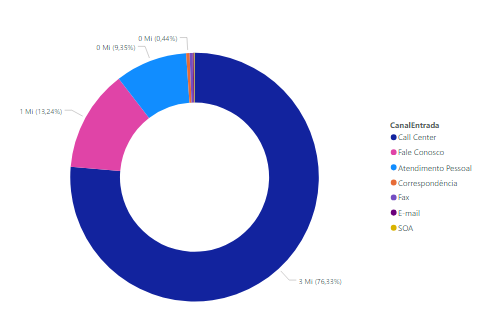 0 Mi (0,44%)
0 Mi (9,35%)
1 Mi (13,24%)
3 Mi (76,33%)
CanalEntrada
Call Center
Fale Conosco
Atendimento Pessoal
Correspondência
Fax
E-mail
SOA